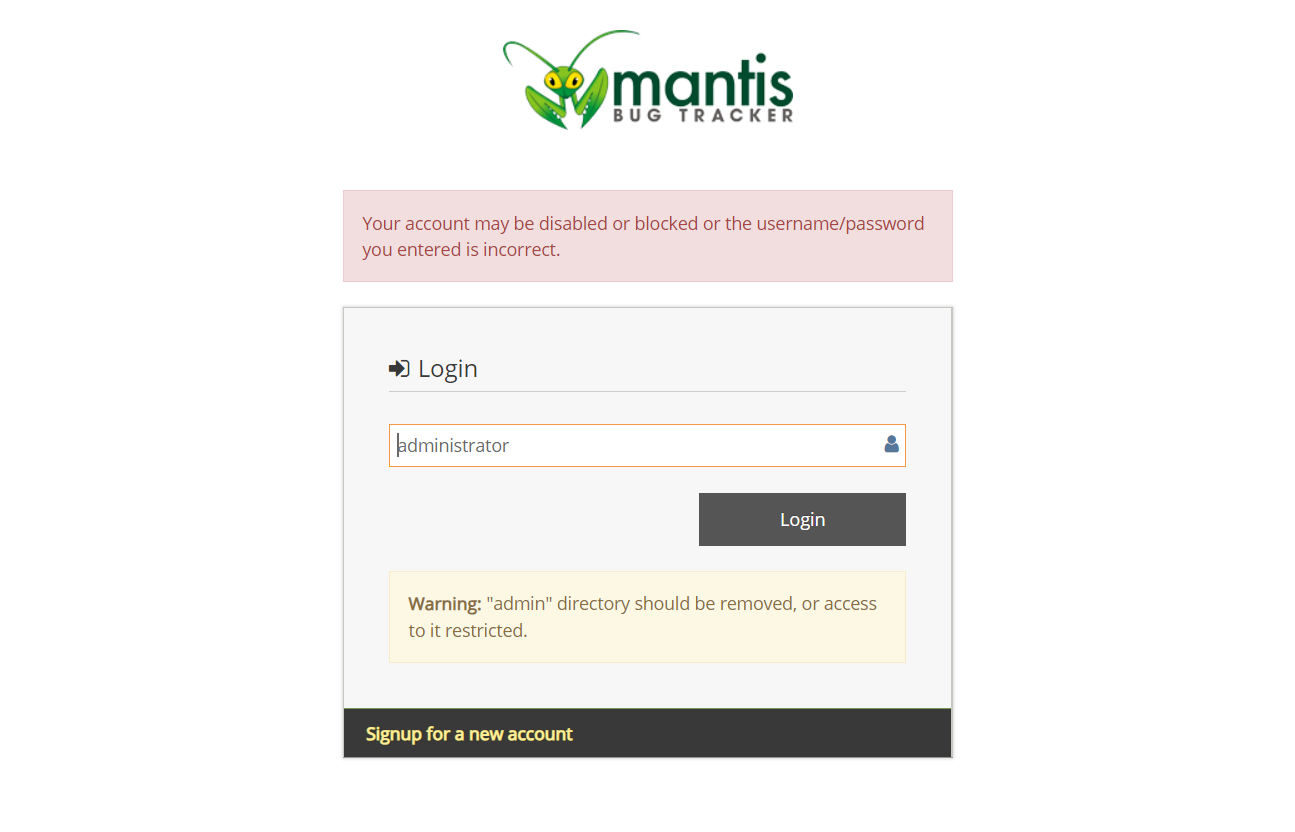 mantis
BUG TRACKER
Your account may be disabled or blocked or the username/password
you entered is incorrect.
Login
administrator
Login
Warning: "admin" directory should be removed, or access
to it restricted.
Signup for a new account